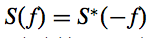 S(f) = S*(−f)